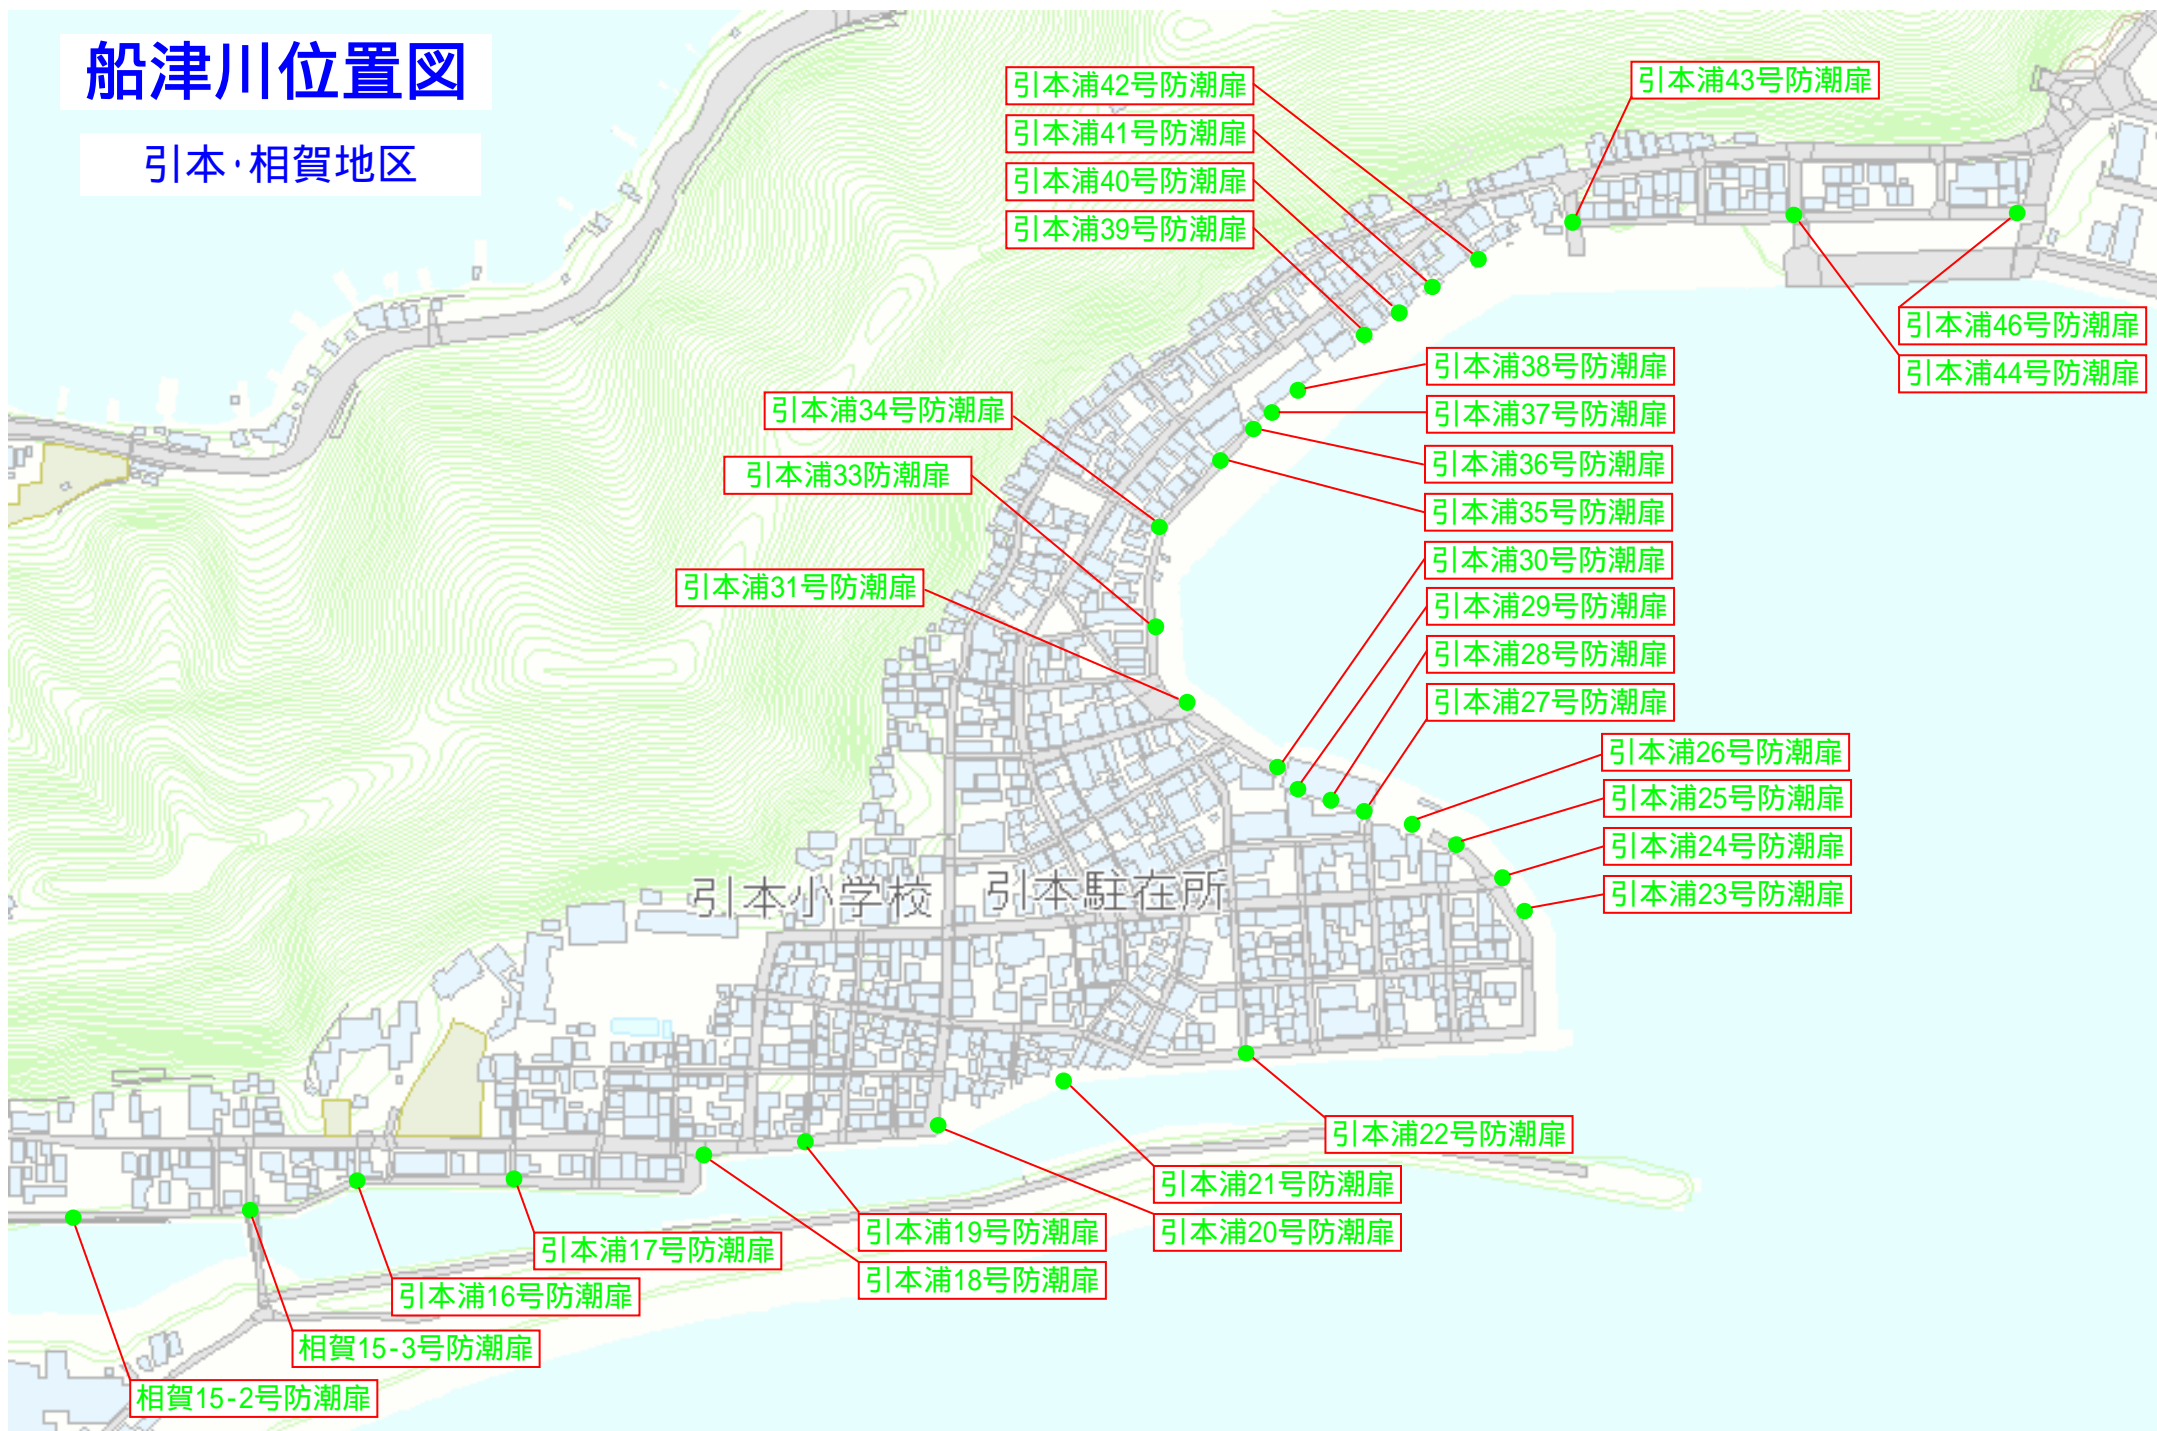 船津川位置図
引本・相賀地区
引本浦42号防潮扉
引本浦41号防潮扉
引本浦40号防潮扉
引本浦39号防潮扉
引本浦43号防潮扉
引本浦46号防潮扉
引本浦44号防潮扉
引本浦38号防潮扉
引本浦37号防潮扉
引本浦36号防潮扉
引本浦35号防潮扉
引本浦34号防潮扉
引本浦33防潮扉
引本浦31号防潮扉
引本浦30号防潮扉
引本浦29号防潮扉
引本浦28号防潮扉
引本浦27号防潮扉
引本浦26号防潮扉
引本浦25号防潮扉
引本浦24号防潮扉
引本浦23号防潮扉
引本小学校
引本駐在所
引本浦22号防潮扉
引本浦21号防潮扉
引本浦20号防潮扉
引本浦19号防潮扉
引本浦18号防潮扉
引本浦17号防潮扉
引本浦16号防潮扉
相賀15-3号防潮扉
相賀15-2号防潮扉